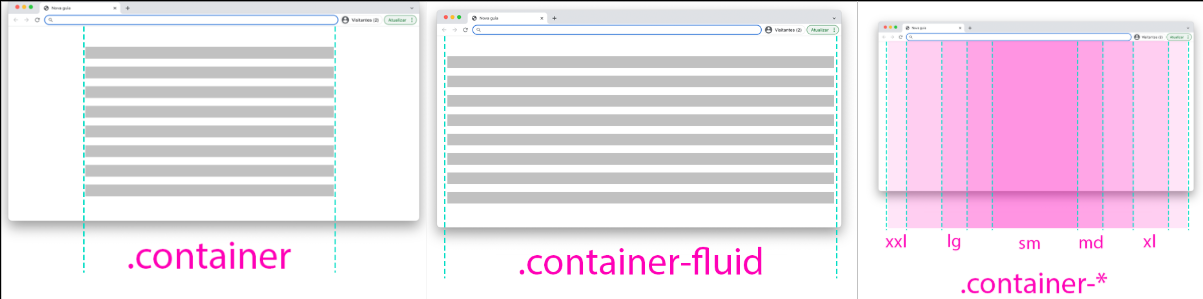 Nova guia
Visitantes (2)
Atualizar
.container
Nova guia
Visitantes (2)
Atualizar
.container-fluid
Nova guia
Visitantes (2)
Atualizar
xxl lg sm md xl
.container-*